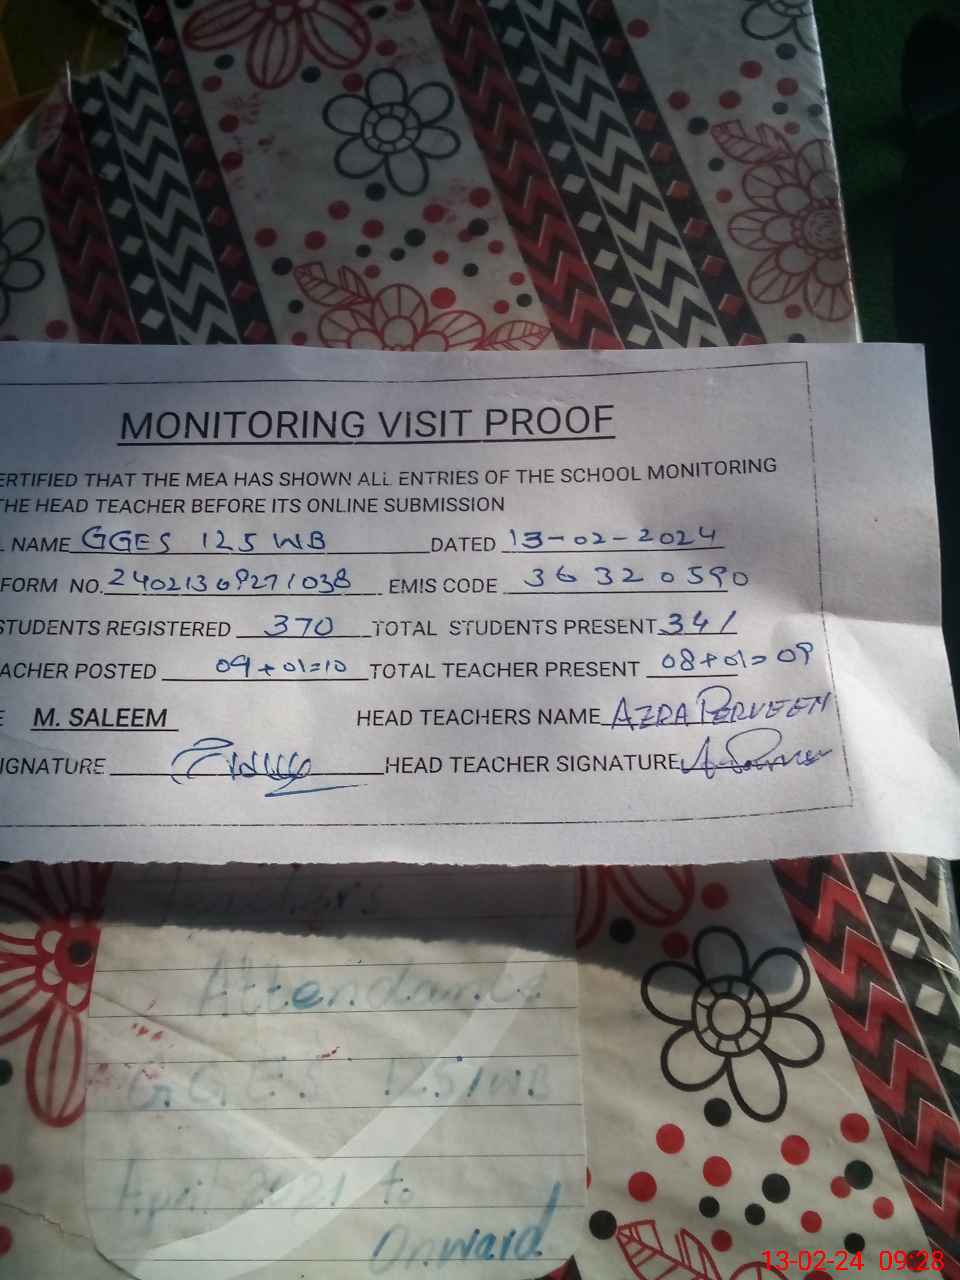 MONITORING VISIT PROOF
ERTIFIED THAT THE MEA HAS SHOWN ALL ENTRIES OF THE SCHOOL MONITORING
THE HEAD TEACHER BEFORE ITS ONLINE SUBMISSION
NAME GGES 125 WB DATED 13-02-2024
FORM NO. 24021309271038 EMIS CODE 36320590
STUDENTS REGISTERED 370 TOTAL STUDENTS PRESENT 341
ACHER POSTED 09+01=10 TOTAL TEACHER PRESENT 08+01=09
E M. SALEEM HEAD TEACHERS NAME AZRA PERVEEN
IGNATURE HEAD TEACHER SIGNATURE
Attendance
G.G.E.S 125/WB
April 2021 to
Onward
13-02-24 09:28